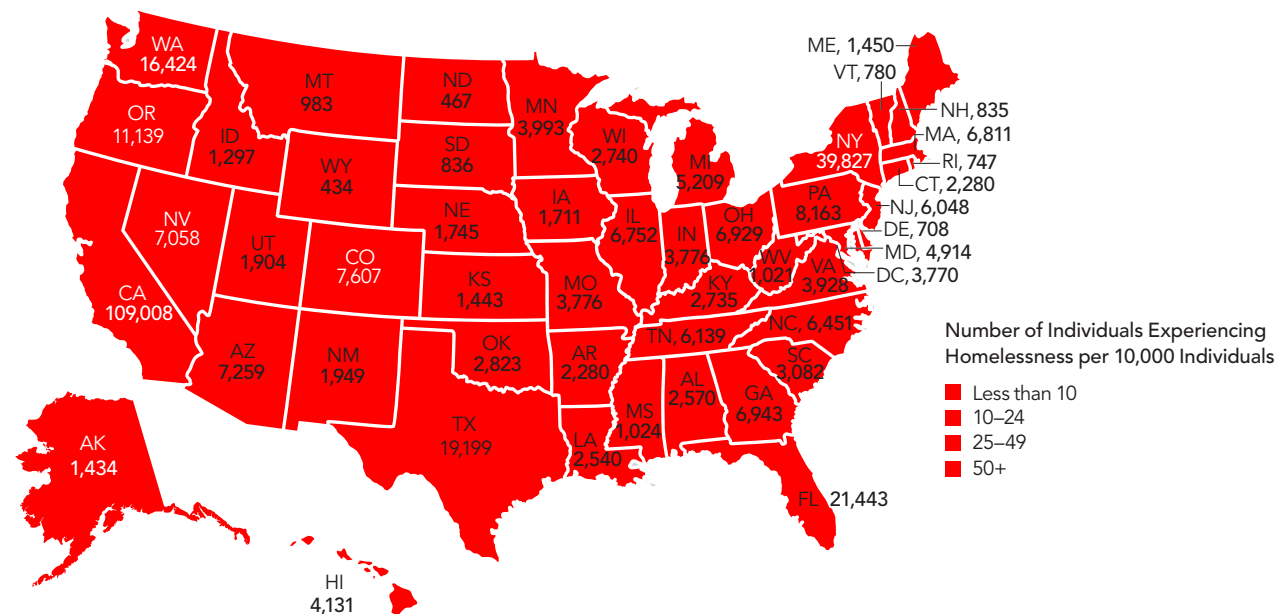 WA
16,424
OR
11,139
CA
109,008
NV
7,058
ID
1,297
MT
983
WY
434
UT
1,904
CO
7,607
AZ
7,259
NM
1,949
ND
467
SD
836
NE
1,745
KS
1,443
OK
2,823
TX
19,199
MN
3,993
IA
1,711
MO
3,776
AR
2,280
LA
2,540
WI
2,740
IL
6,752
MI
5,209
IN
3,776
OH
6,929
KY
2,735
TN, 6,139
MS
1,024
AL
2,570
GA
6,943
FL 21,443
SC
3,082
NC, 6,451
VA
3,928
WV
1,021
PA
8,163
NY
39,827
ME, 1,450
VT, 780
NH, 835
MA, 6,811
RI, 747
CT, 2,280
NJ, 6,048
DE, 708
MD, 4,914
DC, 3,770
AK
1,434
HI
4,131
Number of Individuals Experiencing
Homelessness per 10,000 Individuals
Less than 10
10–24
25–49
50+